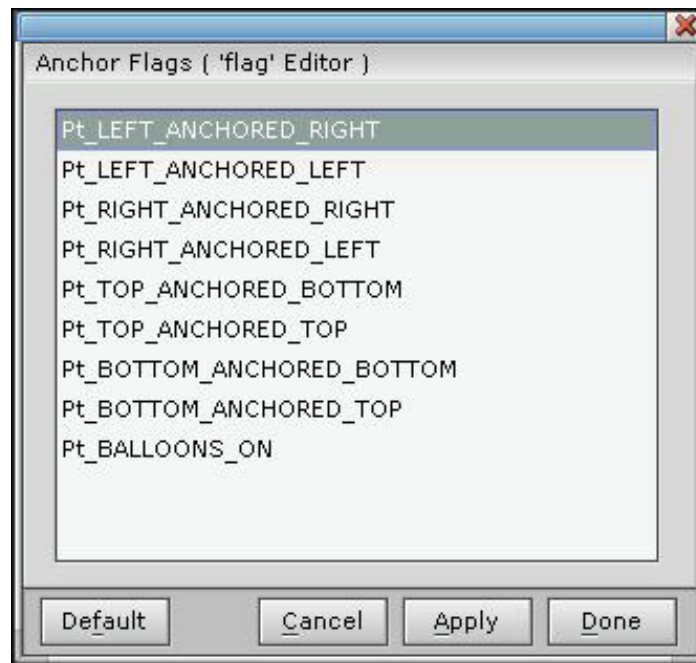 Anchor Flags ( 'flag' Editor )
Pt_LEFT_ANCHORED_RIGHT
Pt_LEFT_ANCHORED_LEFT
Pt_RIGHT_ANCHORED_RIGHT
Pt_RIGHT_ANCHORED_LEFT
Pt_TOP_ANCHORED_BOTTOM
Pt_TOP_ANCHORED_TOP
Pt_BOTTOM_ANCHORED_BOTTOM
Pt_BOTTOM_ANCHORED_TOP
Pt_BALLOONS_ON
Default Cancel Apply Done